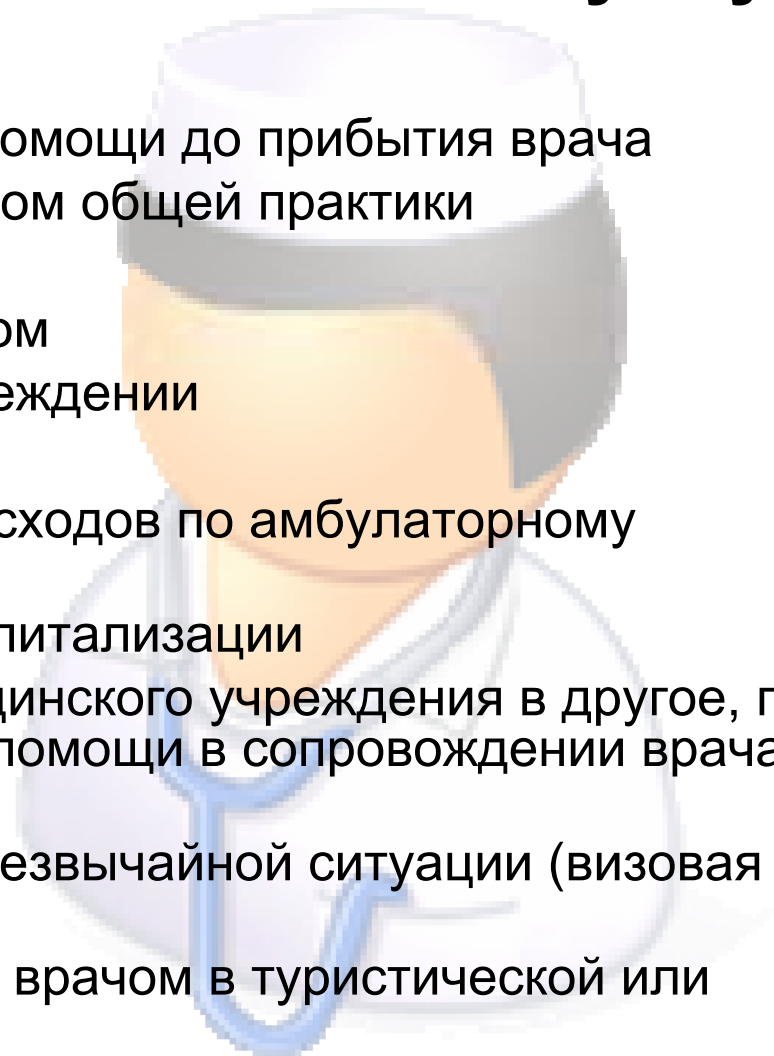 омощи до прибытия врача
ом общей практики
ом
еждении
сходов по амбулаторному
питализации
динского учреждения в другое, п
помощи в сопровождении врача
езвычайной ситуации (визовая
врачом в туристической или